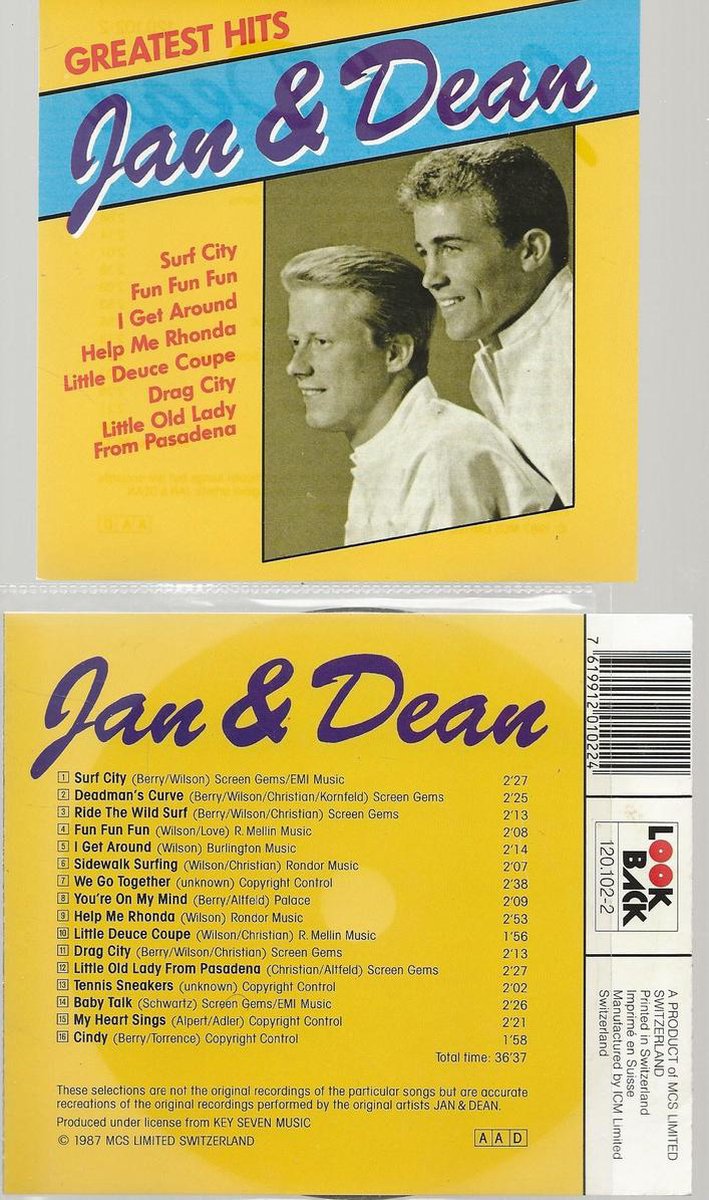 GREATEST HITS
Jan & Dean
Surf City
Fun Fun Fun
I Get Around
Help Me Rhonda
Little Deuce Coupe
Drag City
Little Old Lady
From Pasadena
Jan & Dean
1 Surf City (Berry/Wilson) Screen Gems/EMI Music 2'27
2 Deadman's Curve (Berry/Wilson/Christian/Kornfeld) Screen Gems 2'25
3 Ride The Wild Surf (Berry/Wilson/Christian) Screen Gems 2'13
4 Fun Fun Fun (Wilson/Love) R. Mellin Music 2'08
5 I Get Around (Wilson) Burlington Music 2'14
6 Sidewalk Surfing (Wilson/Christian) Rondor Music 2'07
7 We Go Together (unknown) Copyright Control 2'38
8 You're On My Mind (Berry/Altfeld) Palace 2'09
9 Help Me Rhonda (Wilson) Rondor Music 2'53
10 Little Deuce Coupe (Wilson/Christian) R. Mellin Music 1'56
11 Drag City (Berry/Wilson/Christian) Screen Gems 2'13
12 Little Old Lady From Pasadena (Christian/Altfeld) Screen Gems 2'27
13 Tennis Sneakers (unknown) Copyright Control 2'02
14 Baby Talk (Schwartz) Screen Gems/EMI Music 2'26
15 My Heart Sings (Alpert/Adler) Copyright Control 2'21
16 Cindy (Berry/Torrence) Copyright Control 1'58
Total time: 36'37
These selections are not the original recordings of the particular songs but are accurate
recreations of the original recordings performed by the original artists JAN & DEAN.
Produced under license from KEY SEVEN MUSIC
© 1987 MCS LIMITED SWITZERLAND
A A D
7 619912 010224
LOOK
BACK
120.102-2
A PRODUCT of MCS LIMITED
SWITZERLAND
Printed in Switzerland
Imprimé en Suisse
Manufactured by ICM Limited
Switzerland